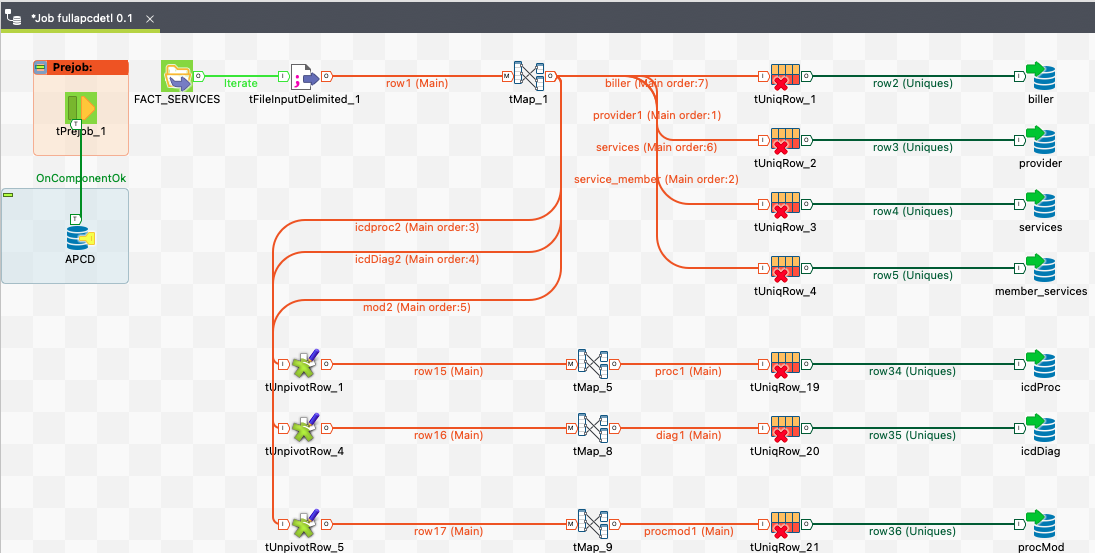 *Job fullapcdetl 0.1
Prejob:
tPrejob_1
OnComponentOk
APCD
FACT_SERVICES
Iterate
tFileInputDelimited_1
row1 (Main)
tMap_1
biller (Main order:7)
tUniqRow_1
row2 (Uniques)
biller
provider1 (Main order:1)
tUniqRow_2
row3 (Uniques)
provider
services (Main order:6)
tUniqRow_3
row4 (Uniques)
services
service_member (Main order:2)
tUniqRow_4
row5 (Uniques)
member_services
icdproc2 (Main order:3)
icdDiag2 (Main order:4)
mod2 (Main order:5)
tUnpivotRow_1
row15 (Main)
tMap_5
proc1 (Main)
tUniqRow_19
row34 (Uniques)
icdProc
tUnpivotRow_4
row16 (Main)
tMap_8
diag1 (Main)
tUniqRow_20
row35 (Uniques)
icdDiag
tUnpivotRow_5
row17 (Main)
tMap_9
procmod1 (Main)
tUniqRow_21
row36 (Uniques)
procMod